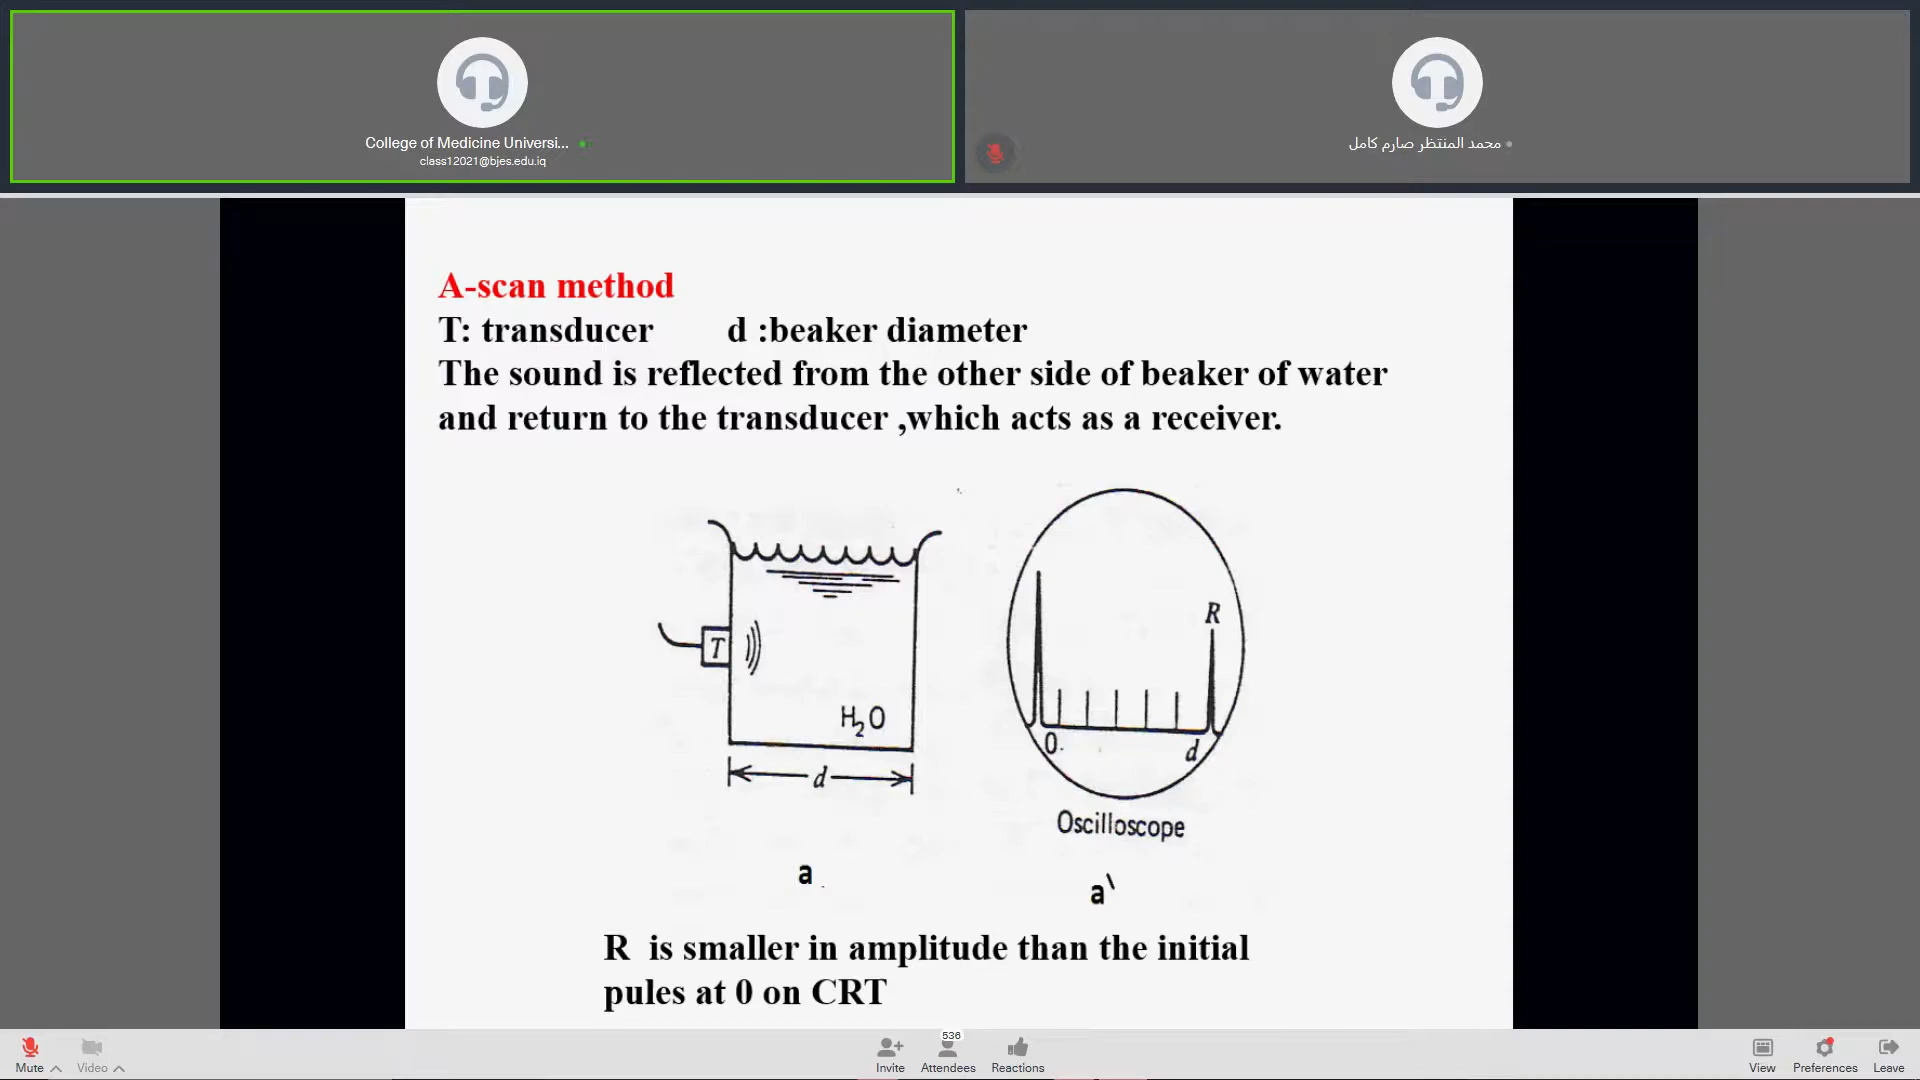 College of Medicine Universi...
class12021@bjes.edu.iq
محمد المنتظر صارم كامل
A-scan method
T: transducer d :beaker diameter
The sound is reflected from the other side of beaker of water
and return to the transducer ,which acts as a receiver.
T
H2O
d
a
R
0.
d
Oscilloscope
a\
R is smaller in amplitude than the initial
pules at 0 on CRT
Mute
Video
Invite
536
Attendees
Reactions
View
Preferences
Leave